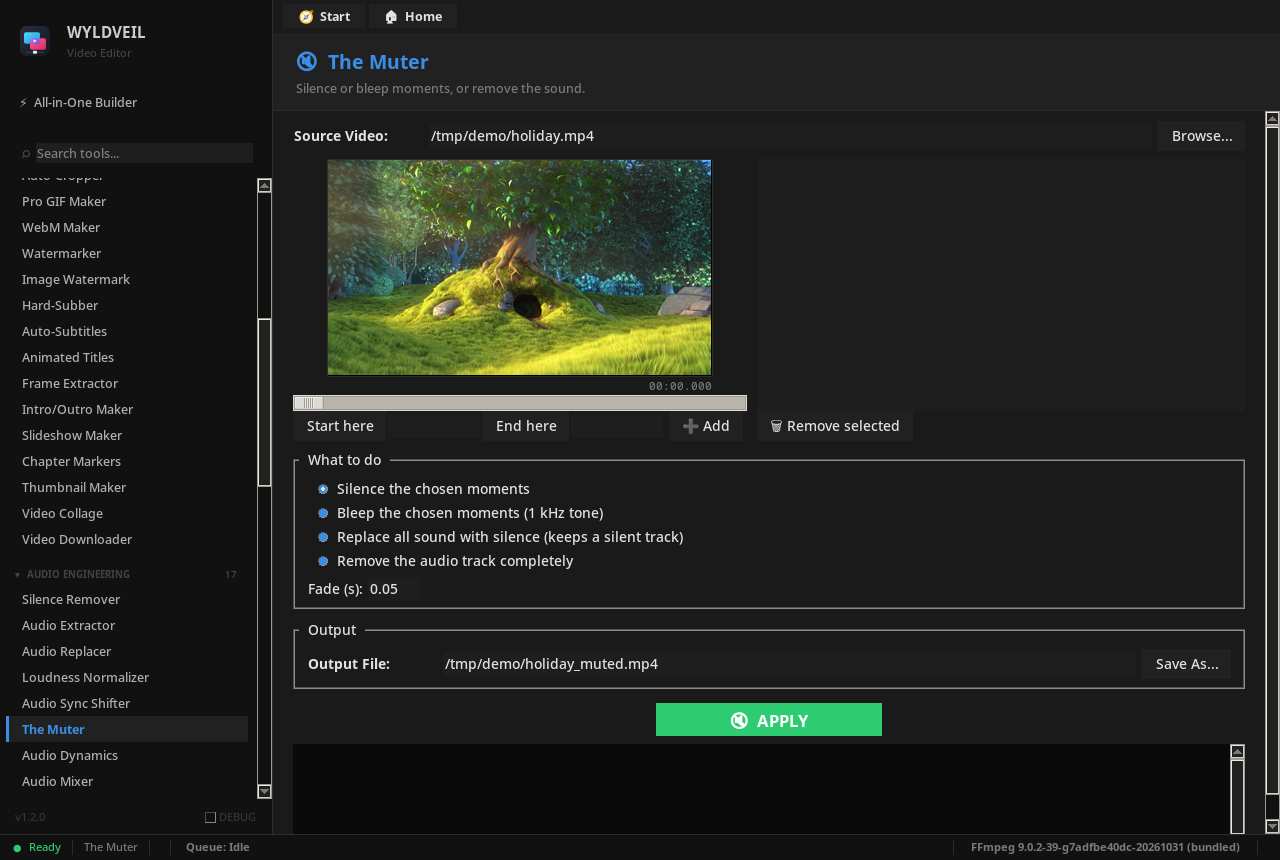 WYLDVEIL
Video Editor
⚡ All-in-One Builder
Search tools...
Auto-Cropper
Pro GIF Maker
WebM Maker
Watermarker
Image Watermark
Hard-Subber
Auto-Subtitles
Animated Titles
Frame Extractor
Intro/Outro Maker
Slideshow Maker
Chapter Markers
Thumbnail Maker
Video Collage
Video Downloader
▾ AUDIO ENGINEERING 17
Silence Remover
Audio Extractor
Audio Replacer
Loudness Normalizer
Audio Sync Shifter
The Muter
Audio Dynamics
Audio Mixer
v1.2.0 DEBUG
Start Home
The Muter
Silence or bleep moments, or remove the sound.
Source Video: /tmp/demo/holiday.mp4 Browse...
00:00.000
Start here End here ➕ Add Remove selected
What to do
Silence the chosen moments
Bleep the chosen moments (1 kHz tone)
Replace all sound with silence (keeps a silent track)
Remove the audio track completely
Fade (s): 0.05
Output
Output File: /tmp/demo/holiday_muted.mp4 Save As...
APPLY
● Ready The Muter Queue: Idle FFmpeg 9.0.2-39-g7adfbe40dc-20261031 (bundled)